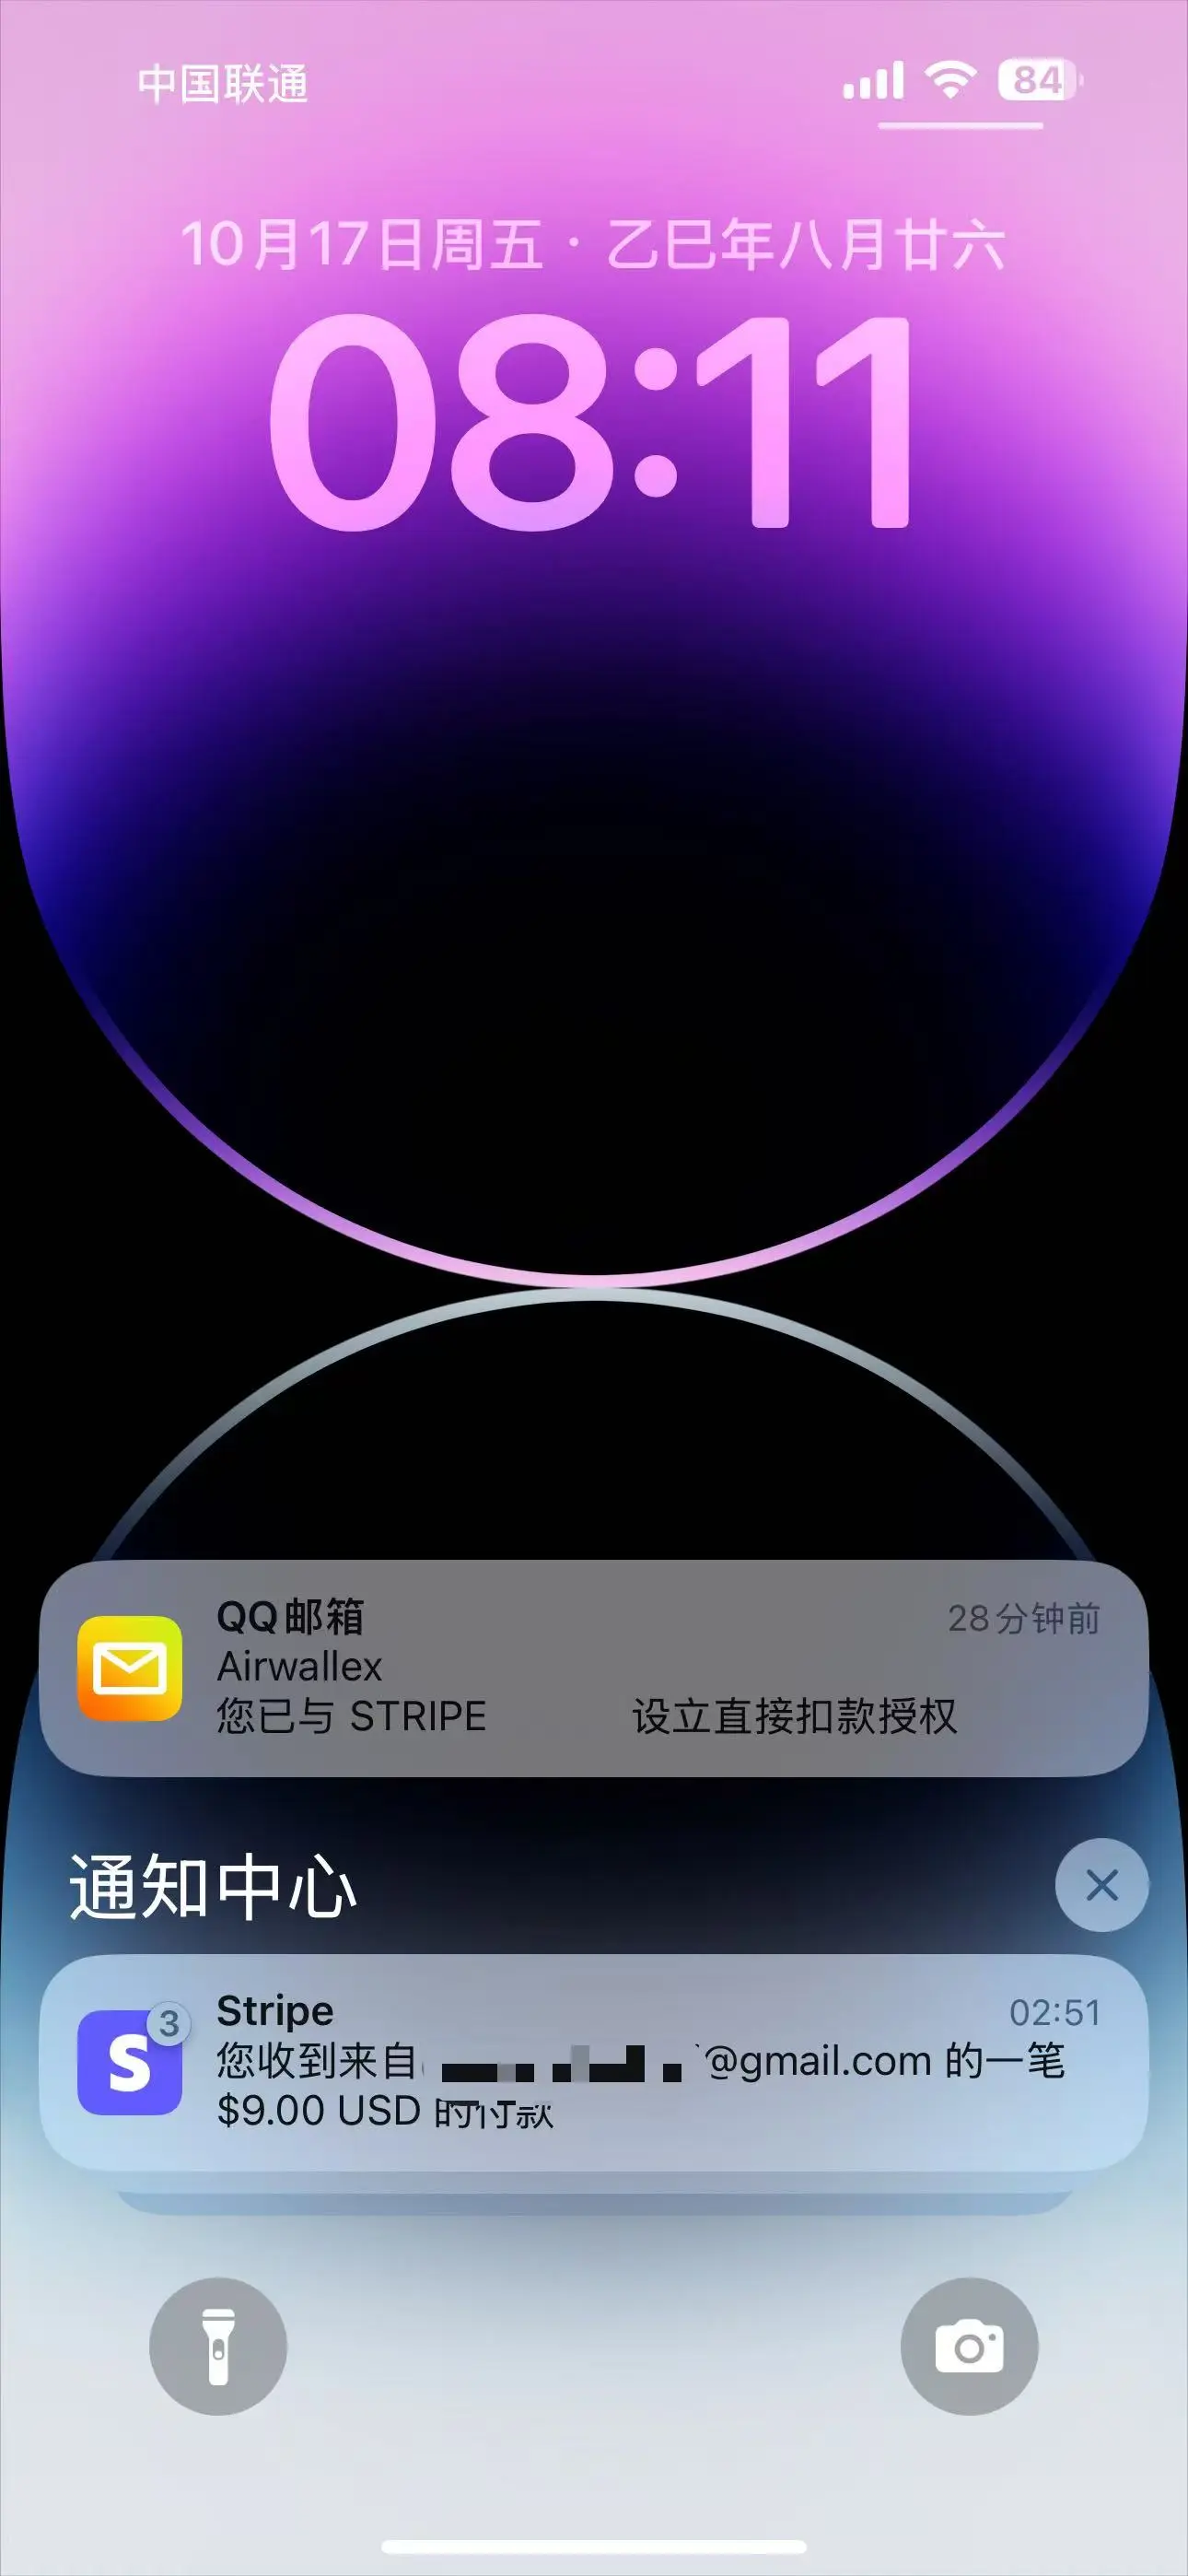 中国联通
84
10月17日周五 · 乙巳年八月廿六
08:11
QQ邮箱
28分钟前
Airwallex
您已与 STRIPE 设立直接扣款授权
通知中心
3
Stripe
02:51
您收到来自 @gmail.com 的一笔
$9.00 USD 的付款